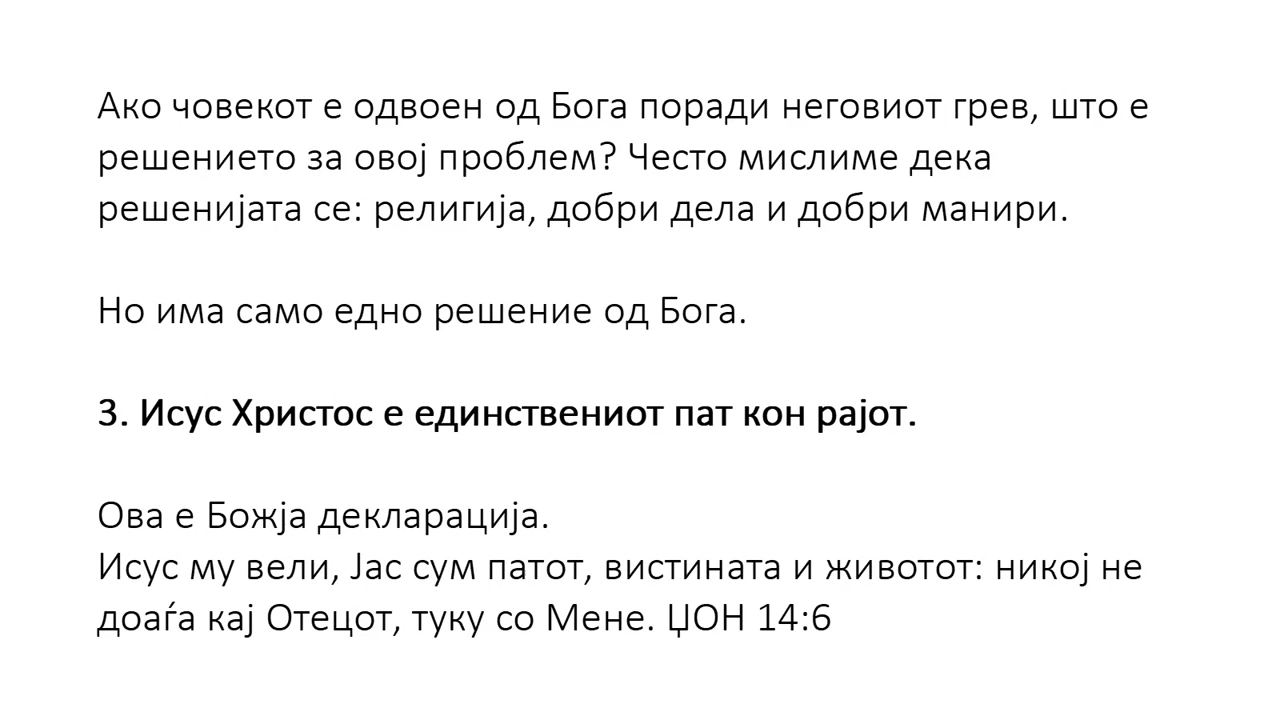 Ако човекот е одвоен од Бога поради неговиот грев, што е
решението за овој проблем? Често мислиме дека
решенијата се: религија, добри дела и добри манири.
Но има само едно решение од Бога.
3. Исус Христос е единствениот пат кон рајот.
Ова е Божја декларација.
Исус му вели, Јас сум патот, вистината и животот: никој не
доаѓа кај Отецот, туку со Мене. ЏОН 14:6